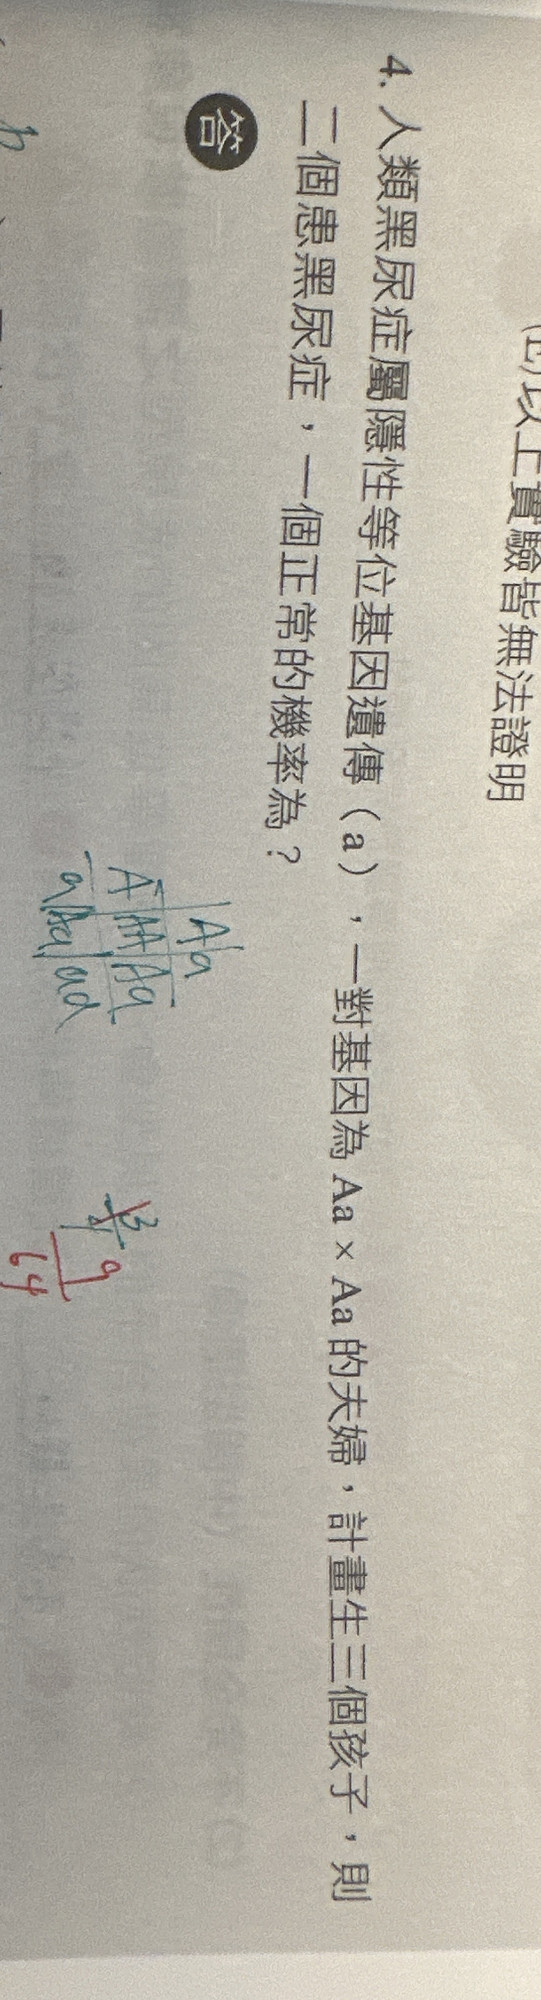 以上實驗皆無法證明
4. 人類黑尿症屬隱性等位基因遺傳（a），一對基因為 Aa × Aa 的夫婦，計畫生三個孩子，則
二個患黑尿症，一個正常的機率為？
答
A a
A AA Aa
a Aa aa
9
64